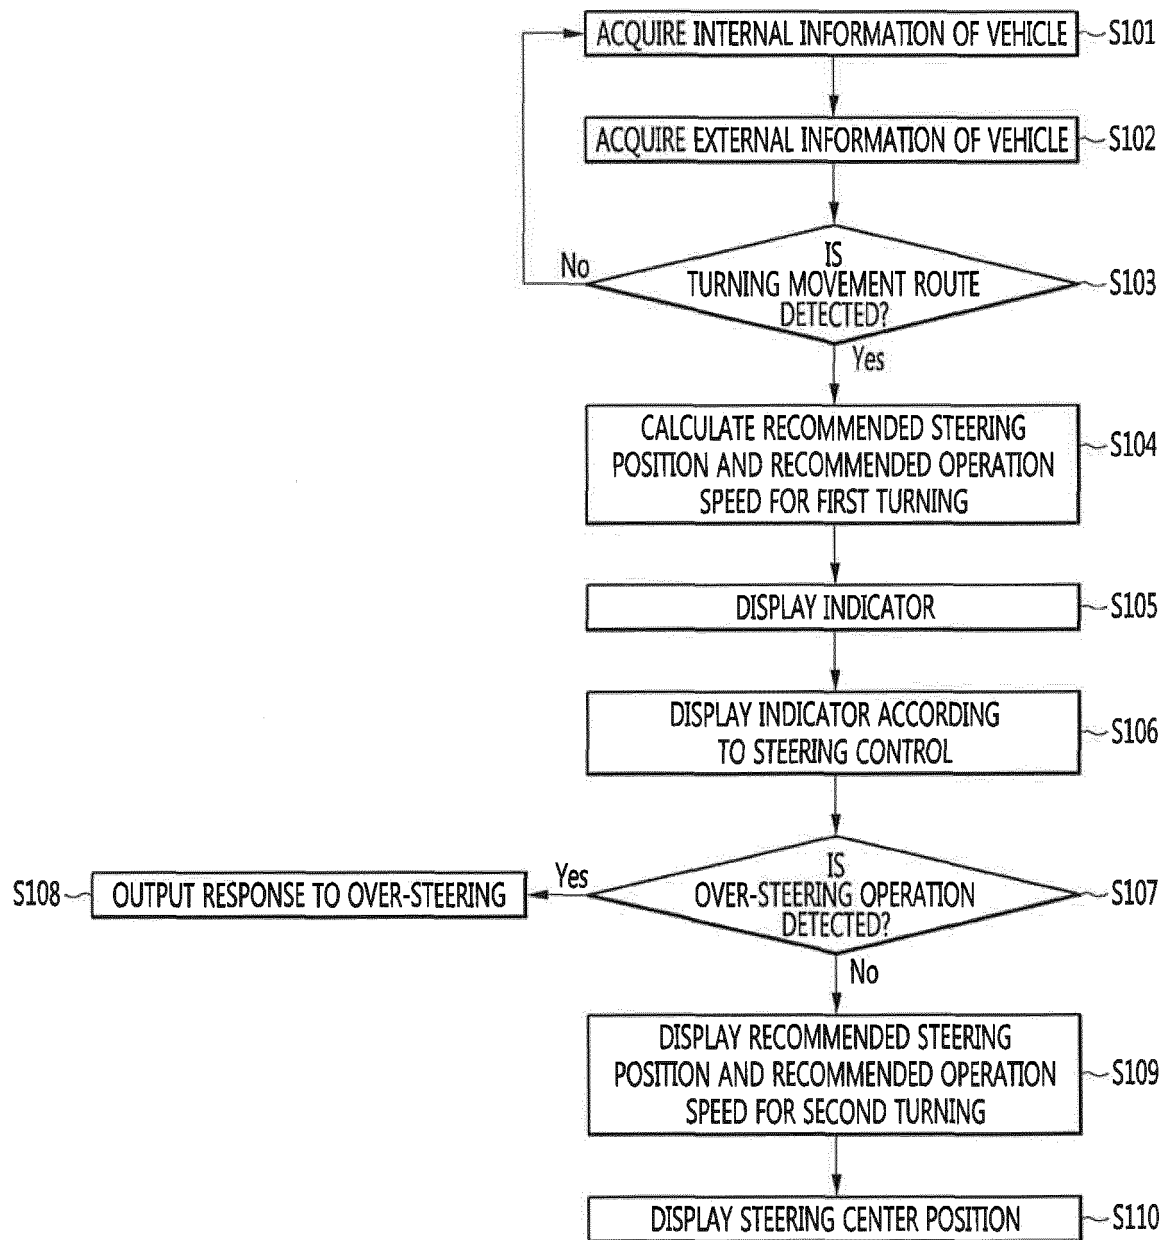 ACQUIRE INTERNAL INFORMATION OF VEHICLE
S101
ACQUIRE EXTERNAL INFORMATION OF VEHICLE
S102
No
IS
TURNING MOVEMENT ROUTE
DETECTED?
S103
Yes
CALCULATE RECOMMENDED STEERING
POSITION AND RECOMMENDED OPERATION
SPEED FOR FIRST TURNING
S104
DISPLAY INDICATOR
S105
DISPLAY INDICATOR ACCORDING
TO STEERING CONTROL
S106
S108
OUTPUT RESPONSE TO OVER-STEERING
Yes
IS
OVER-STEERING OPERATION
DETECTED?
S107
No
DISPLAY RECOMMENDED STEERING
POSITION AND RECOMMENDED OPERATION
SPEED FOR SECOND TURNING
S109
DISPLAY STEERING CENTER POSITION
S110